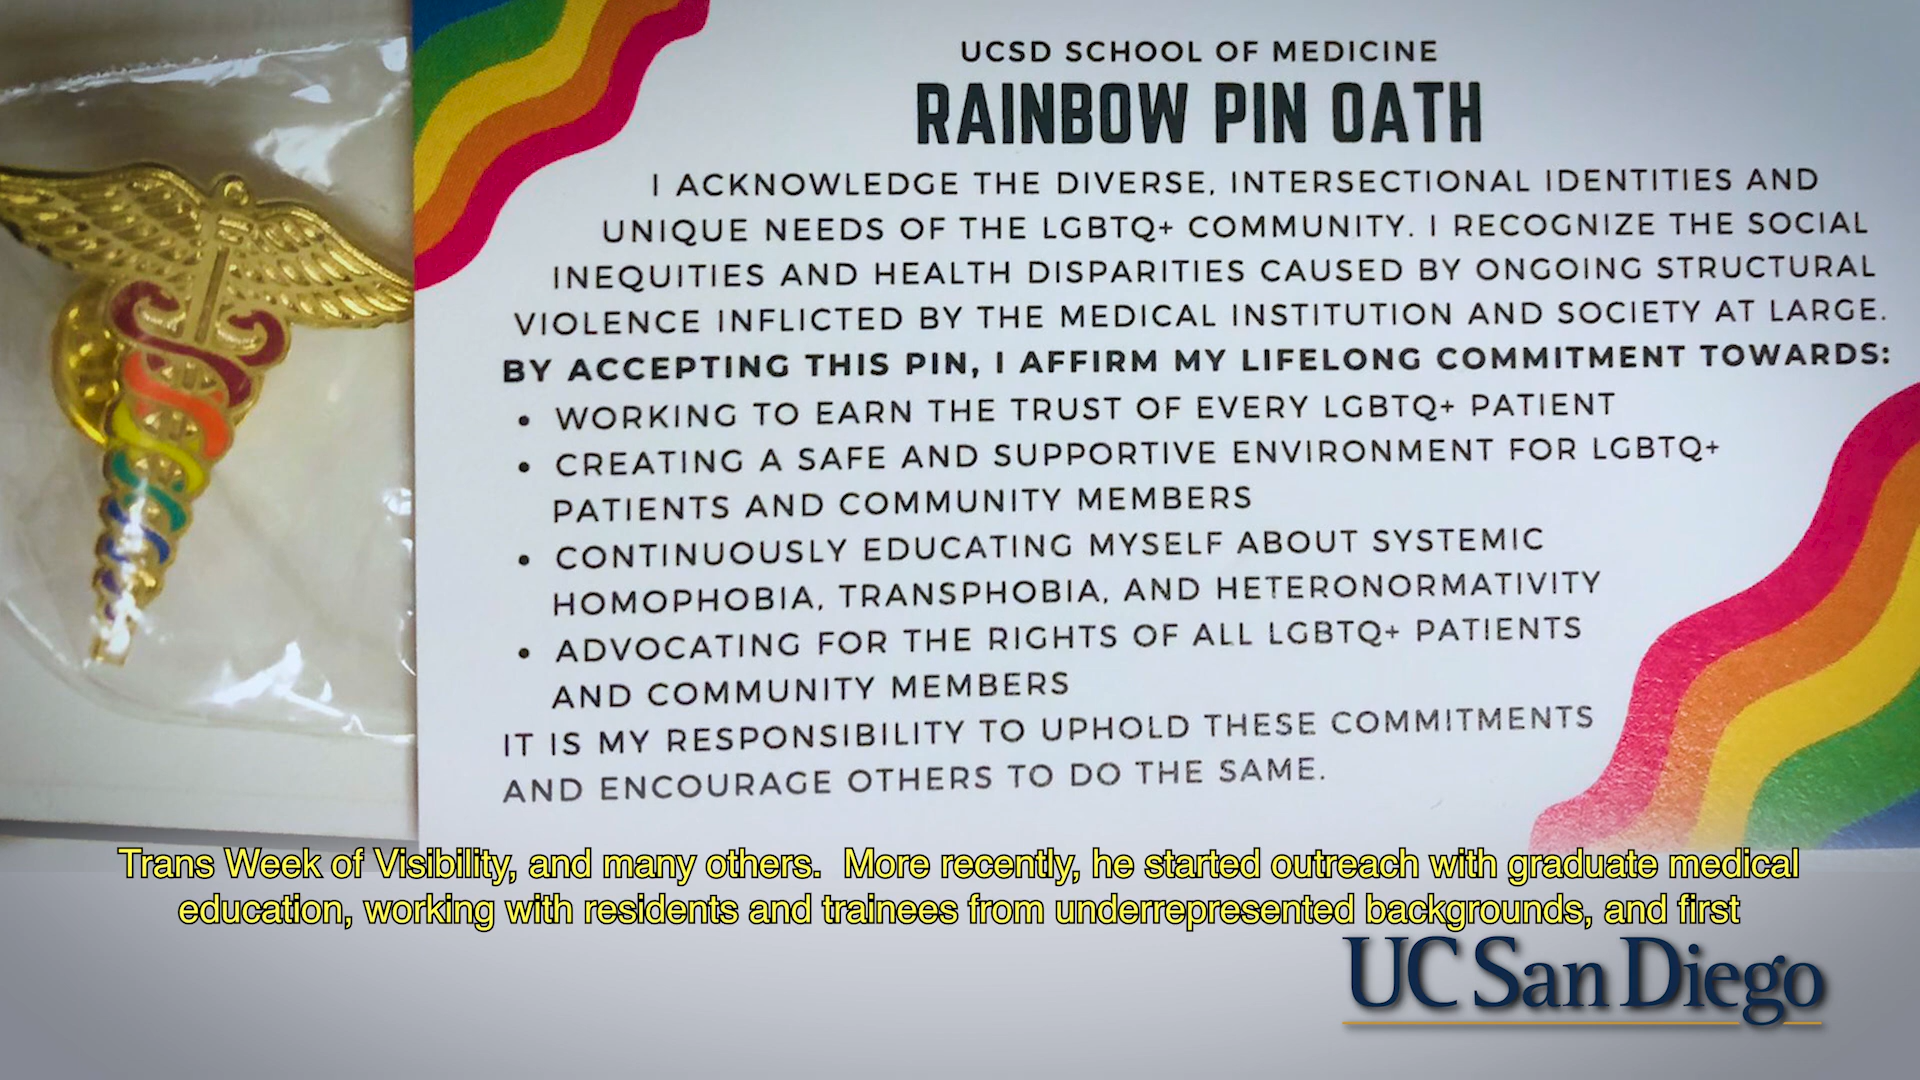 UCSD SCHOOL OF MEDICINE
RAINBOW PIN OATH
I ACKNOWLEDGE THE DIVERSE, INTERSECTIONAL IDENTITIES AND
UNIQUE NEEDS OF THE LGBTQ+ COMMUNITY. I RECOGNIZE THE SOCIAL
INEQUITIES AND HEALTH DISPARITIES CAUSED BY ONGOING STRUCTURAL
VIOLENCE INFLICTED BY THE MEDICAL INSTITUTION AND SOCIETY AT LARGE.
BY ACCEPTING THIS PIN, I AFFIRM MY LIFELONG COMMITMENT TOWARDS:
• WORKING TO EARN THE TRUST OF EVERY LGBTQ+ PATIENT
• CREATING A SAFE AND SUPPORTIVE ENVIRONMENT FOR LGBTQ+
PATIENTS AND COMMUNITY MEMBERS
• CONTINUOUSLY EDUCATING MYSELF ABOUT SYSTEMIC
HOMOPHOBIA, TRANSPHOBIA, AND HETERONORMATIVITY
• ADVOCATING FOR THE RIGHTS OF ALL LGBTQ+ PATIENTS
AND COMMUNITY MEMBERS
IT IS MY RESPONSIBILITY TO UPHOLD THESE COMMITMENTS
AND ENCOURAGE OTHERS TO DO THE SAME.
Trans Week of Visibility, and many others.  More recently, he started outreach with graduate medical
education, working with residents and trainees from underrepresented backgrounds, and first
UC San Diego